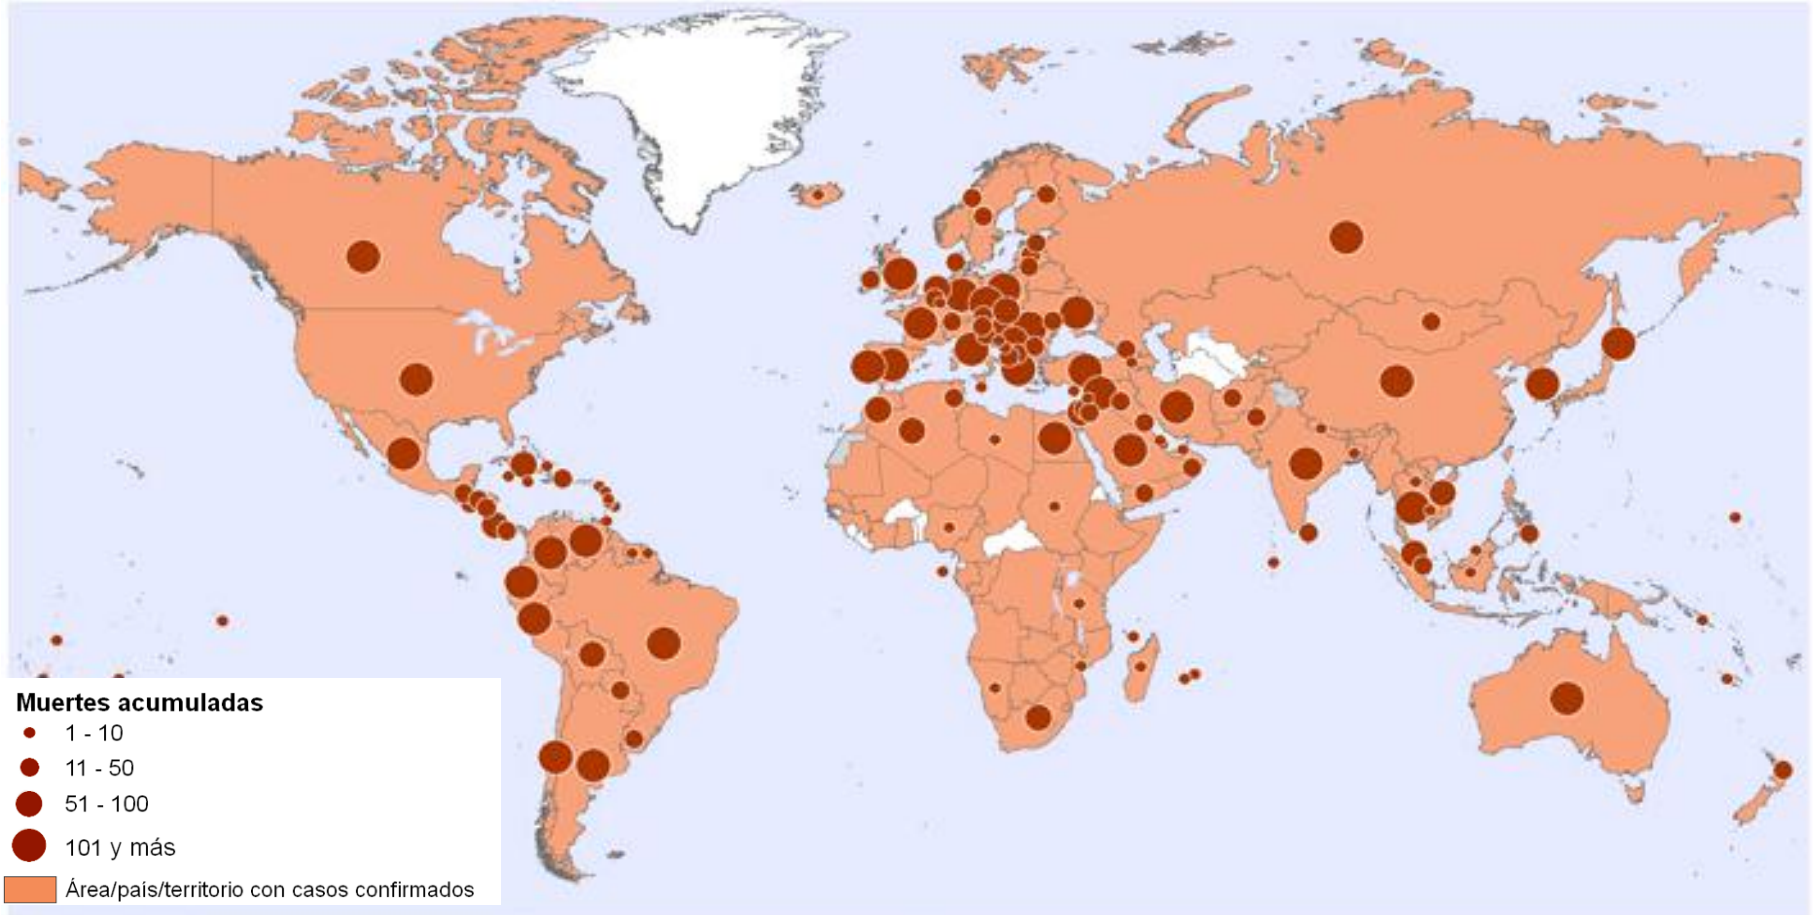 Muertes acumuladas
1 - 10
11 - 50
51 - 100
101 y más
Área/país/territorio con casos confirmados